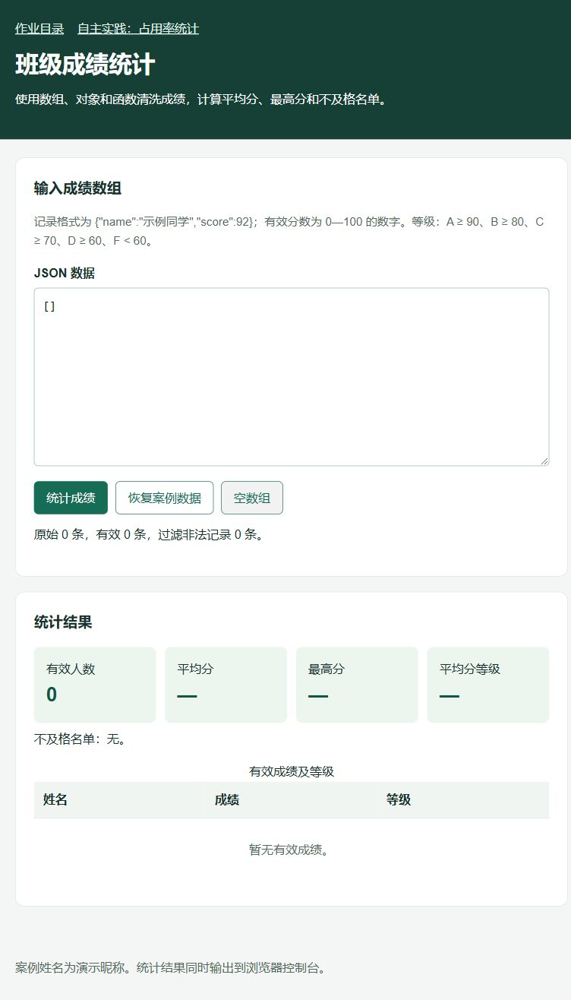 作业目录 自主实践：占用率统计
班级成绩统计
使用数组、对象和函数清洗成绩，计算平均分、最高分和不及格名单。
输入成绩数组
记录格式为 {"name":"示例同学","score":92}；有效分数为 0—100 的数字。等级：A ≥ 90、B ≥ 80、C
≥ 70、D ≥ 60、F < 60。
JSON 数据
[]
统计成绩 恢复案例数据 空数组
原始 0 条，有效 0 条，过滤非法记录 0 条。
统计结果
有效人数 平均分 最高分 平均分等级
0 — — —
不及格名单：无。
有效成绩及等级
姓名 成绩 等级
暂无有效成绩。
案例姓名为演示昵称。统计结果同时输出到浏览器控制台。